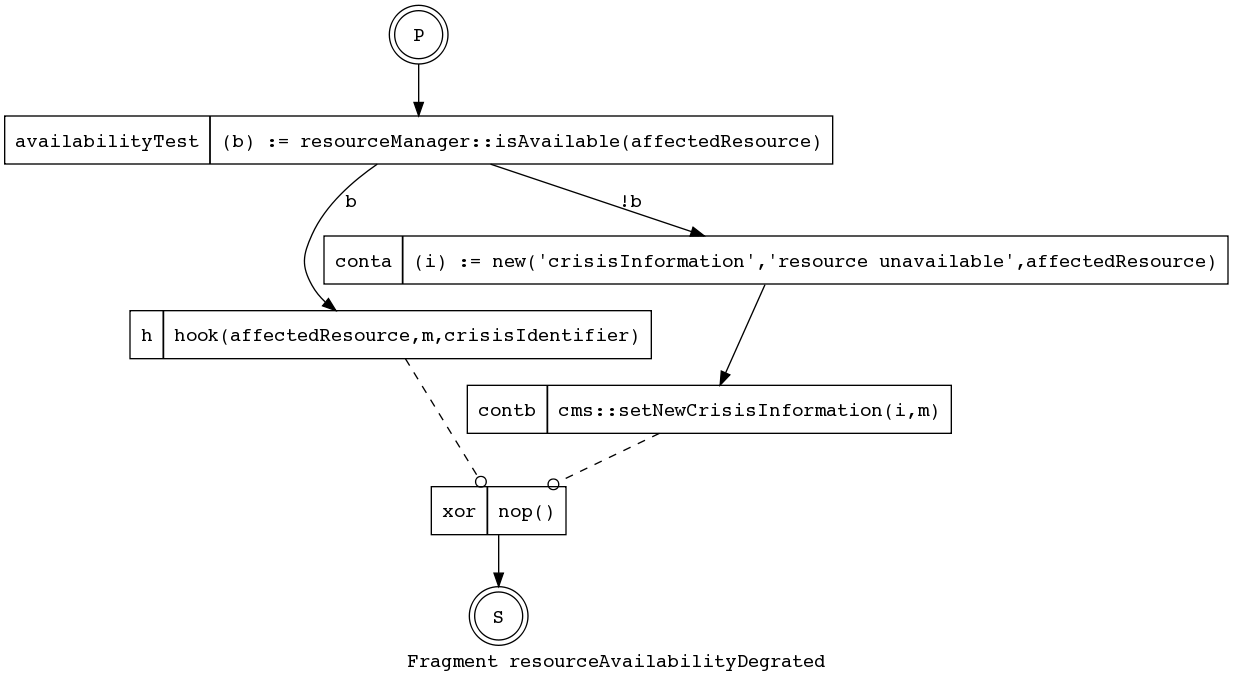 P
availabilityTest (b) := resourceManager::isAvailable(affectedResource)
b !b
conta (i) := new('crisisInformation','resource unavailable',affectedResource)
h hook(affectedResource,m,crisisIdentifier)
contb cms::setNewCrisisInformation(i,m)
xor nop()
S
Fragment resourceAvailabilityDegrated